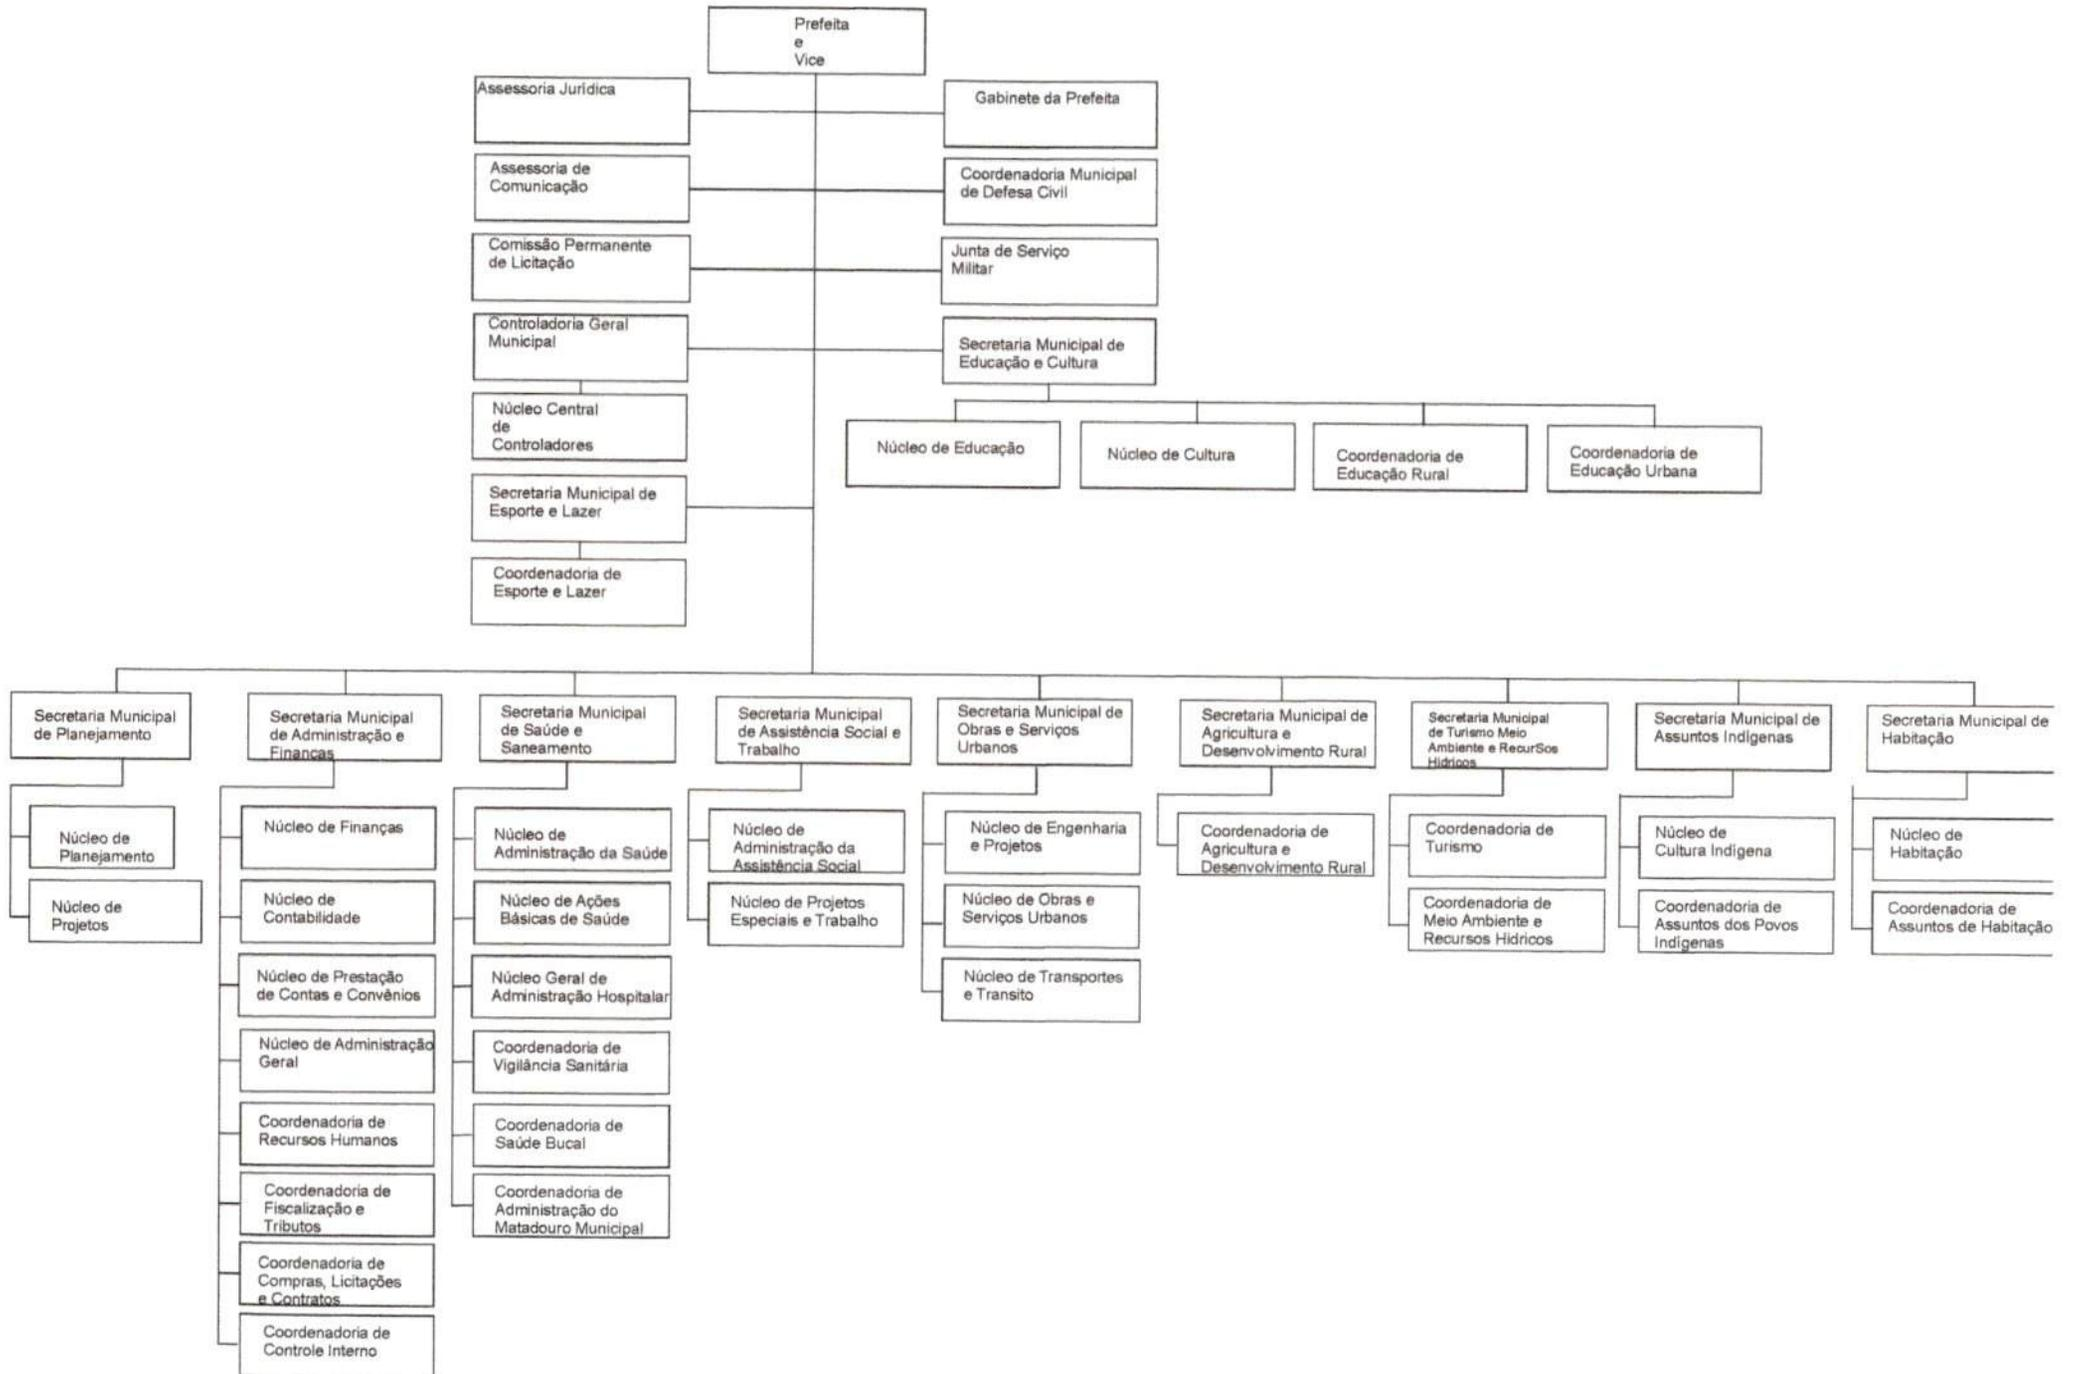 Prefeita
e
Vice
Assessoria Jurídica
Gabinete da Prefeita
Assessoria de
Comunicação
Coordenadoria Municipal
de Defesa Civil
Comissão Permanente
de Licitação
Junta de Serviço
Militar
Controladoria Geral
Municipal
Secretaria Municipal de
Educação e Cultura
Núcleo Central
de
Controladores
Núcleo de Educação
Núcleo de Cultura
Coordenadoria de
Educação Rural
Coordenadoria de
Educação Urbana
Secretaria Municipal de
Esporte e Lazer
Coordenadoria de
Esporte e Lazer
Secretaria Municipal
de Planejamento
Secretaria Municipal
de Administração e
Finanças
Secretaria Municipal
de Saúde e
Saneamento
Secretaria Municipal
de Assistência Social e
Trabalho
Secretaria Municipal de
Obras e Serviços
Urbanos
Secretaria Municipal de
Agricultura e
Desenvolvimento Rural
Secretaria Municipal
de Turismo Meio
Ambiente e RecurSos
Hídricos
Secretaria Municipal de
Assuntos Indígenas
Secretaria Municipal de
Habitação
Núcleo de
Planejamento
Núcleo de
Projetos
Núcleo de Finanças
Núcleo de
Contabilidade
Núcleo de Prestação
de Contas e Convênios
Núcleo de Administração
Geral
Coordenadoria de
Recursos Humanos
Coordenadoria de
Fiscalização e
Tributos
Coordenadoria de
Compras, Licitações
e Contratos
Coordenadoria de
Controle Interno
Núcleo de
Administração da Saúde
Núcleo de Ações
Básicas de Saúde
Núcleo Geral de
Administração Hospitalar
Coordenadoria de
Vigilância Sanitária
Coordenadoria de
Saúde Bucal
Coordenadoria de
Administração do
Matadouro Municipal
Núcleo de
Administração da
Assistência Social
Núcleo de Projetos
Especiais e Trabalho
Núcleo de Engenharia
e Projetos
Núcleo de Obras e
Serviços Urbanos
Núcleo de Transportes
e Transito
Coordenadoria de
Agricultura e
Desenvolvimento Rural
Coordenadoria de
Turismo
Coordenadoria de
Meio Ambiente e
Recursos Hídricos
Núcleo de
Cultura Indígena
Coordenadoria de
Assuntos dos Povos
Indígenas
Núcleo de
Habitação
Coordenadoria de
Assuntos de Habitação